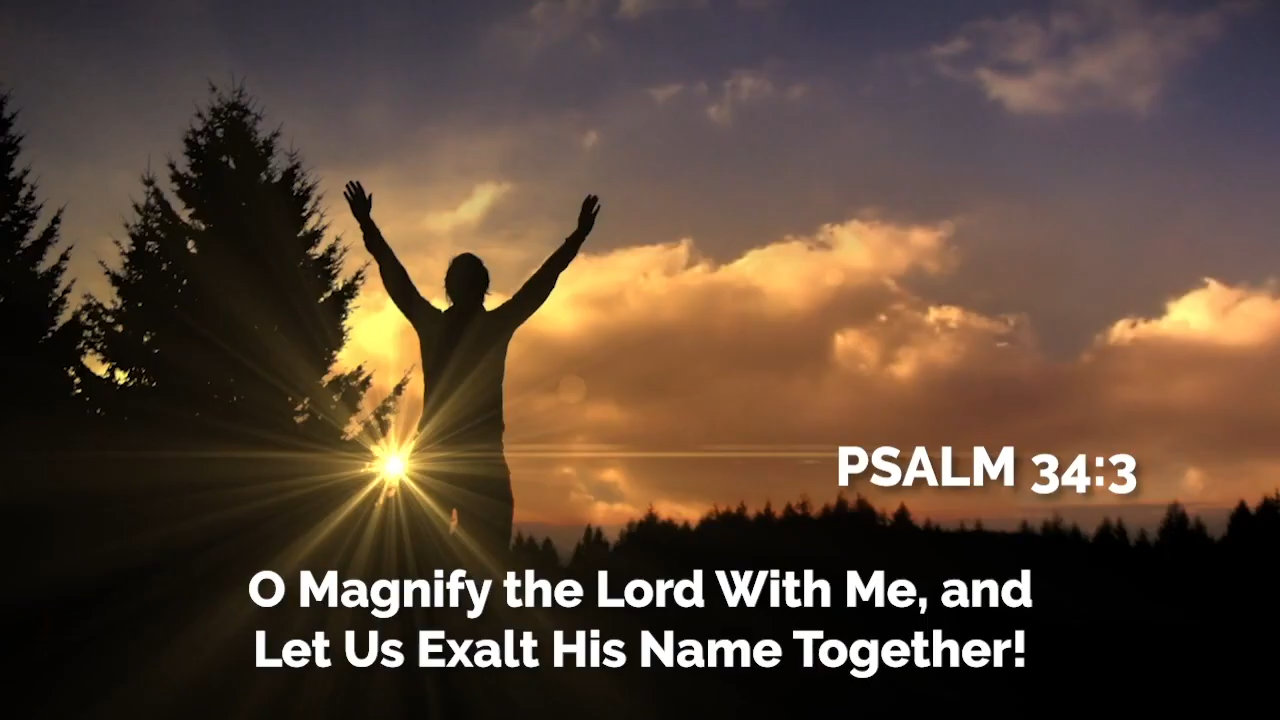 PSALM 34:3
O Magnify the Lord With Me, and
Let Us Exalt His Name Together!